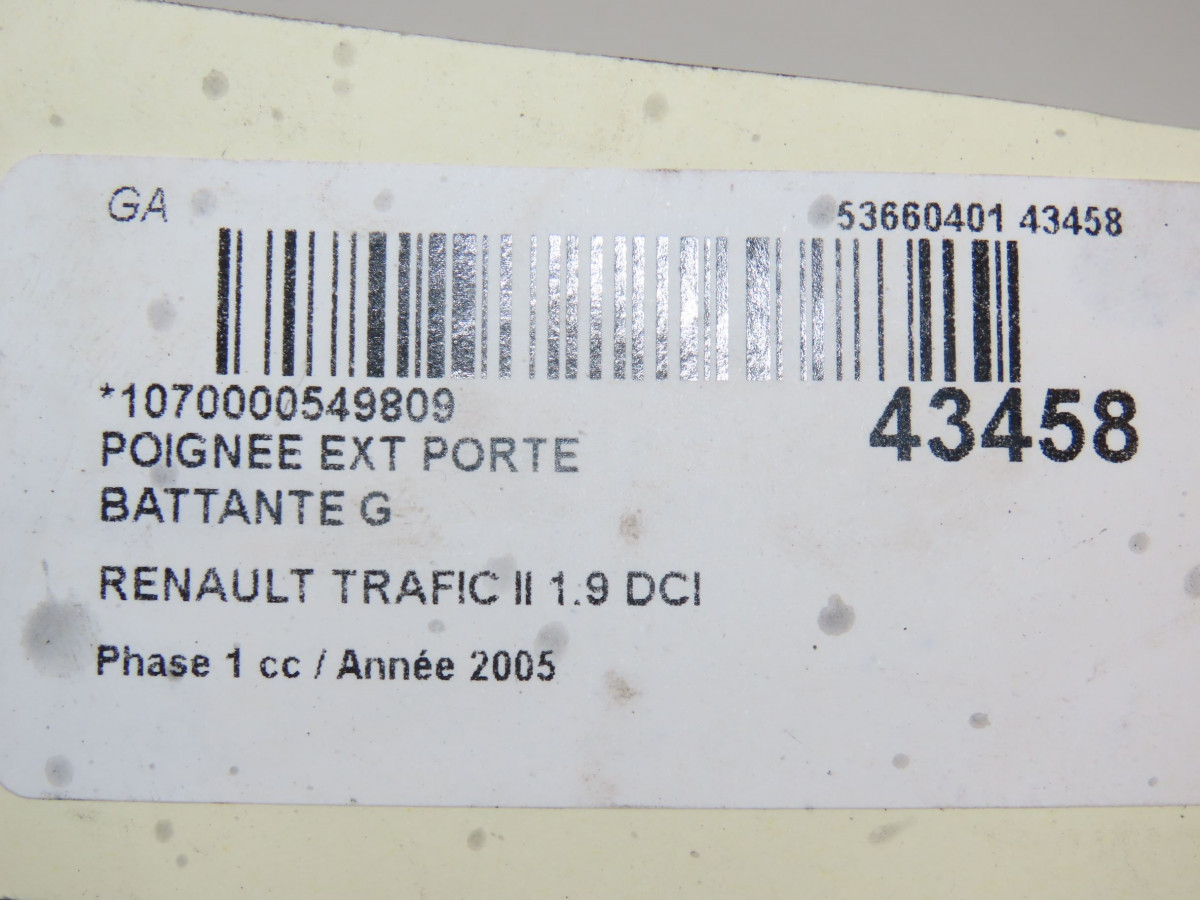 GA
53660401 43458
*1070000549809
43458
POIGNEE EXT PORTE
BATTANTE G
RENAULT TRAFIC II 1.9 DCI
Phase 1 cc / Année 2005